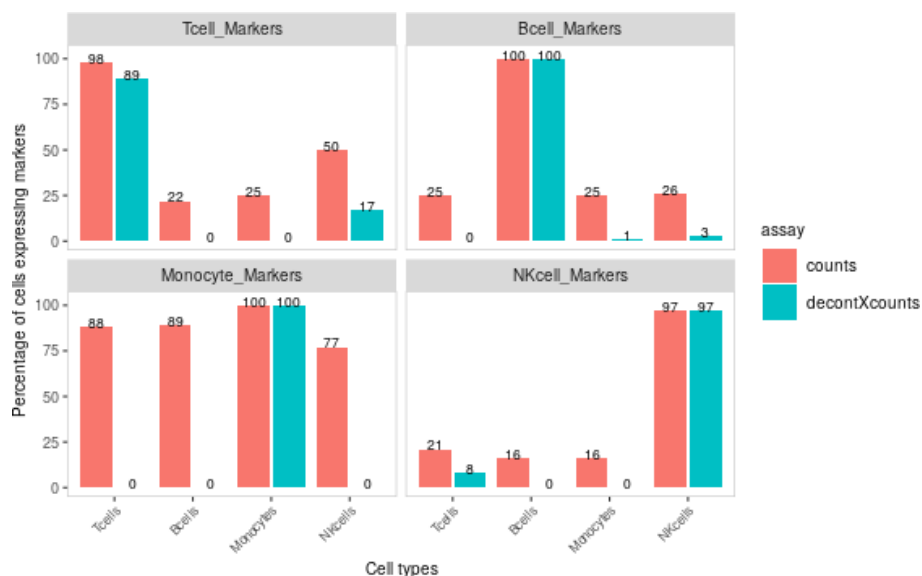 Tcell_Markers
Bcell_Markers
Percentage of cells expressing markers
100
75
50
25
0
98
89
22
0
25
0
50
17
25
0
100
100
25
1
26
3
assay
counts
decontXcounts
Monocyte_Markers
NKcell_Markers
100
75
50
25
0
88
0
89
0
100
100
77
0
21
8
16
0
16
0
97
97
Tcells
Bcells
Monocytes
NKcells
Tcells
Bcells
Monocytes
NKcells
Cell types